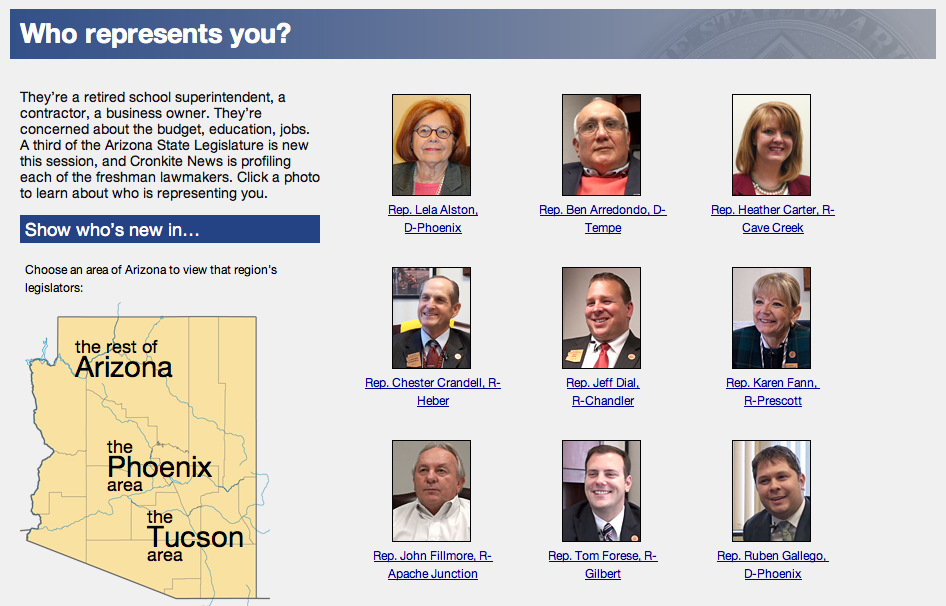 Who represents you?
They're a retired school superintendent, a
contractor, a business owner. They're
concerned about the budget, education, jobs.
A third of the Arizona State Legislature is new
this session, and Cronkite News is profiling
each of the freshman lawmakers. Click a photo
to learn about who is representing you.
Show who's new in...
Choose an area of Arizona to view that region's
legislators:
the rest of
Arizona
the
Phoenix
area
the
Tucson
area
Rep. Lela Alston,
D-Phoenix
Rep. Ben Arredondo, D-
Tempe
Rep. Heather Carter, R-
Cave Creek
Rep. Chester Crandell, R-
Heber
Rep. Jeff Dial,
R-Chandler
Rep. Karen Fann,
R-Prescott
Rep. John Fillmore, R-
Apache Junction
Rep. Tom Forese, R-
Gilbert
Rep. Ruben Gallego,
D-Phoenix